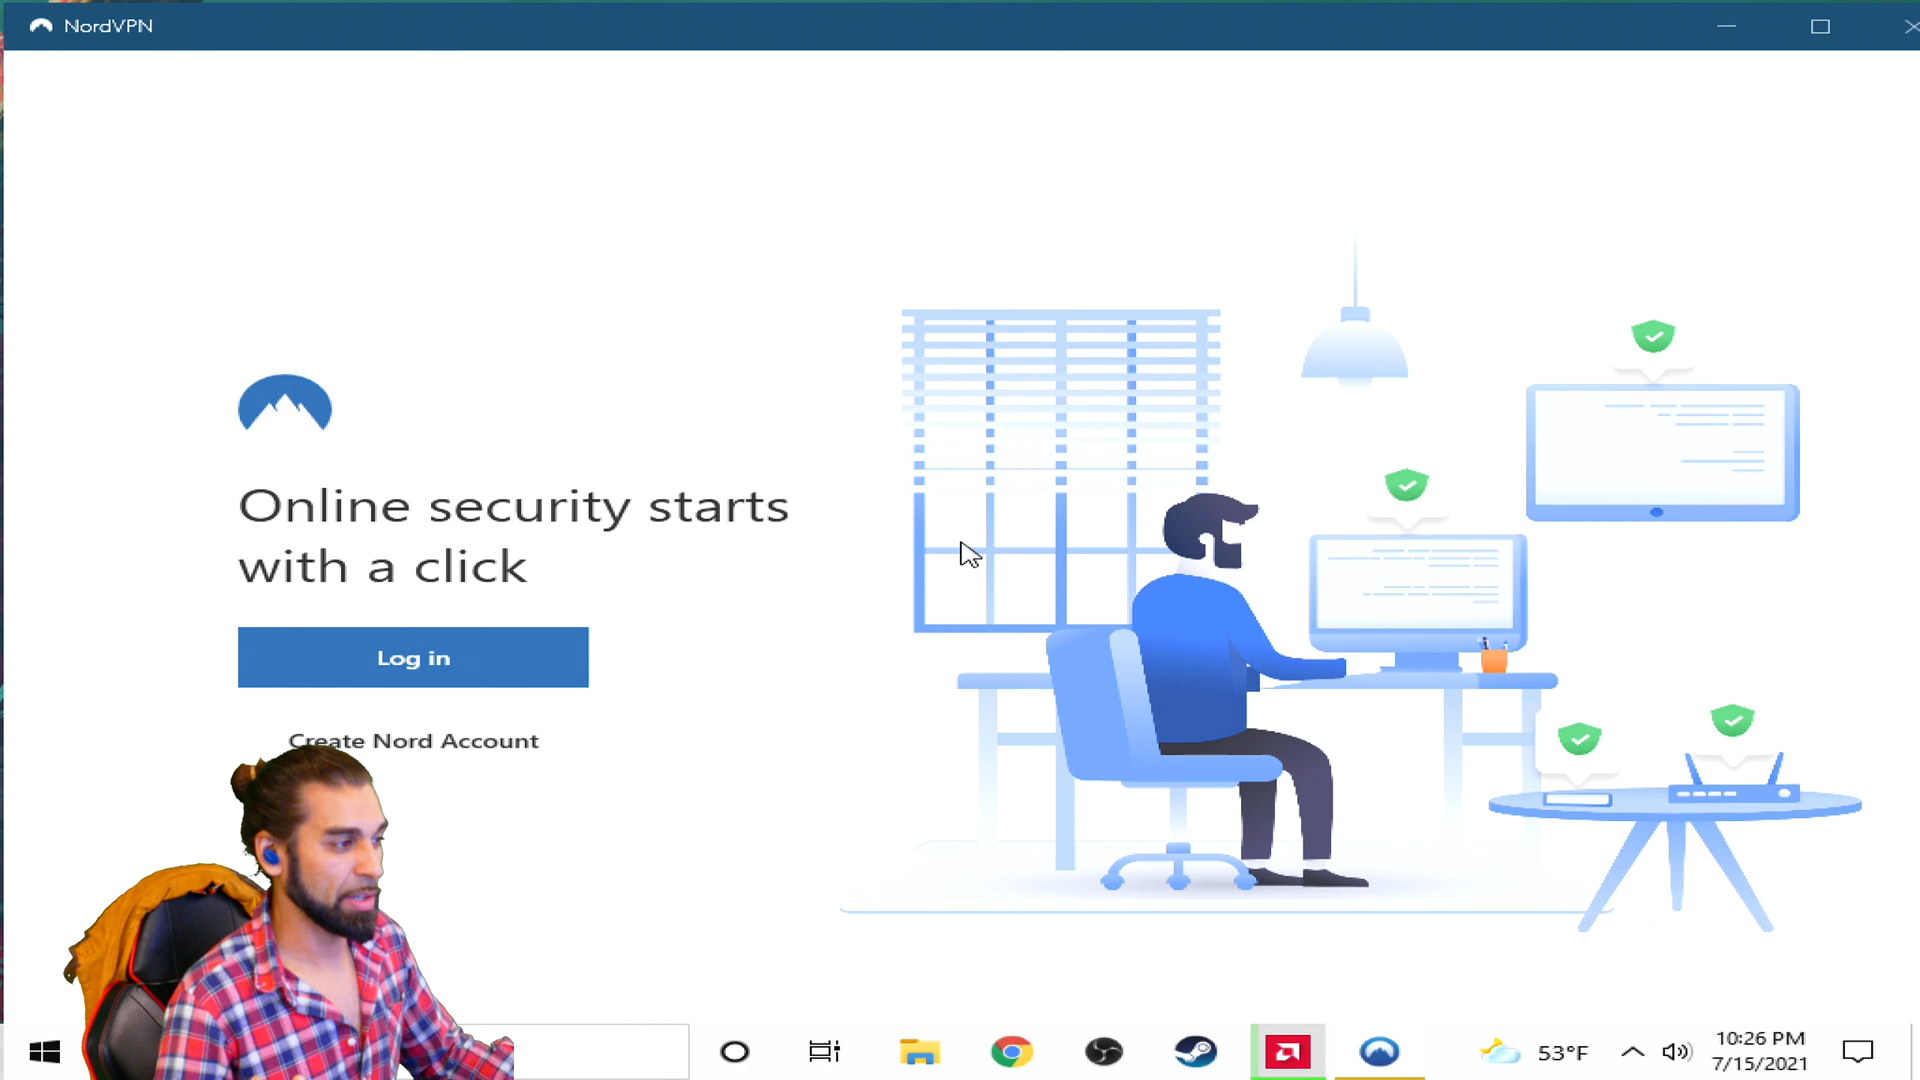 NordVPN
Online security starts
with a click
Log in
Create Nord Account
53°F
10:26 PM
7/15/2021